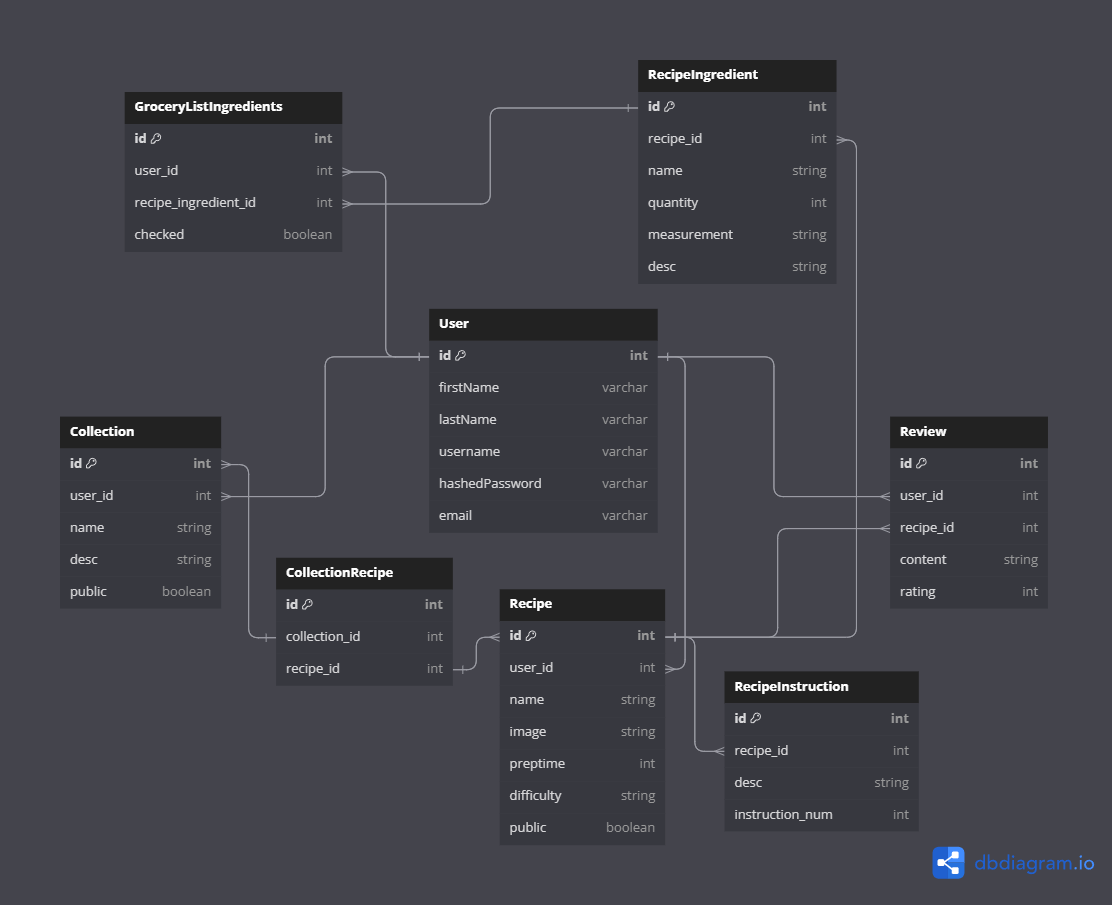 GroceryListIngredients
id int
user_id int
recipe_ingredient_id int
checked boolean
RecipeIngredient
id int
recipe_id int
name string
quantity int
measurement string
desc string
User
id int
firstName varchar
lastName varchar
username varchar
hashedPassword varchar
email varchar
Collection
id int
user_id int
name string
desc string
public boolean
Review
id int
user_id int
recipe_id int
content string
rating int
CollectionRecipe
id int
collection_id int
recipe_id int
Recipe
id int
user_id int
name string
image string
preptime int
difficulty string
public boolean
RecipeInstruction
id int
recipe_id int
desc string
instruction_num int
dbdiagram.io